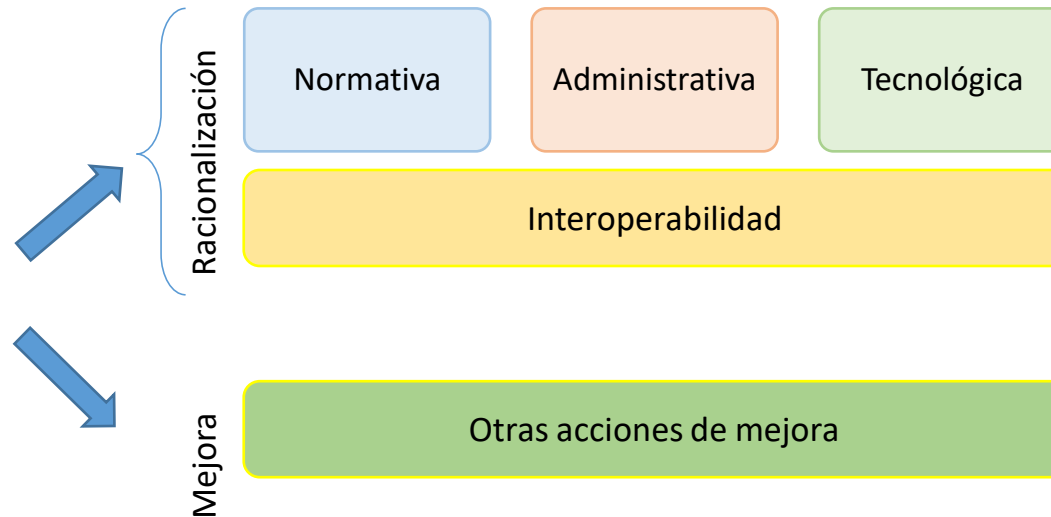 Racionalización
Normativa
Administrativa
Tecnológica
Interoperabilidad
Mejora
Otras acciones de mejora